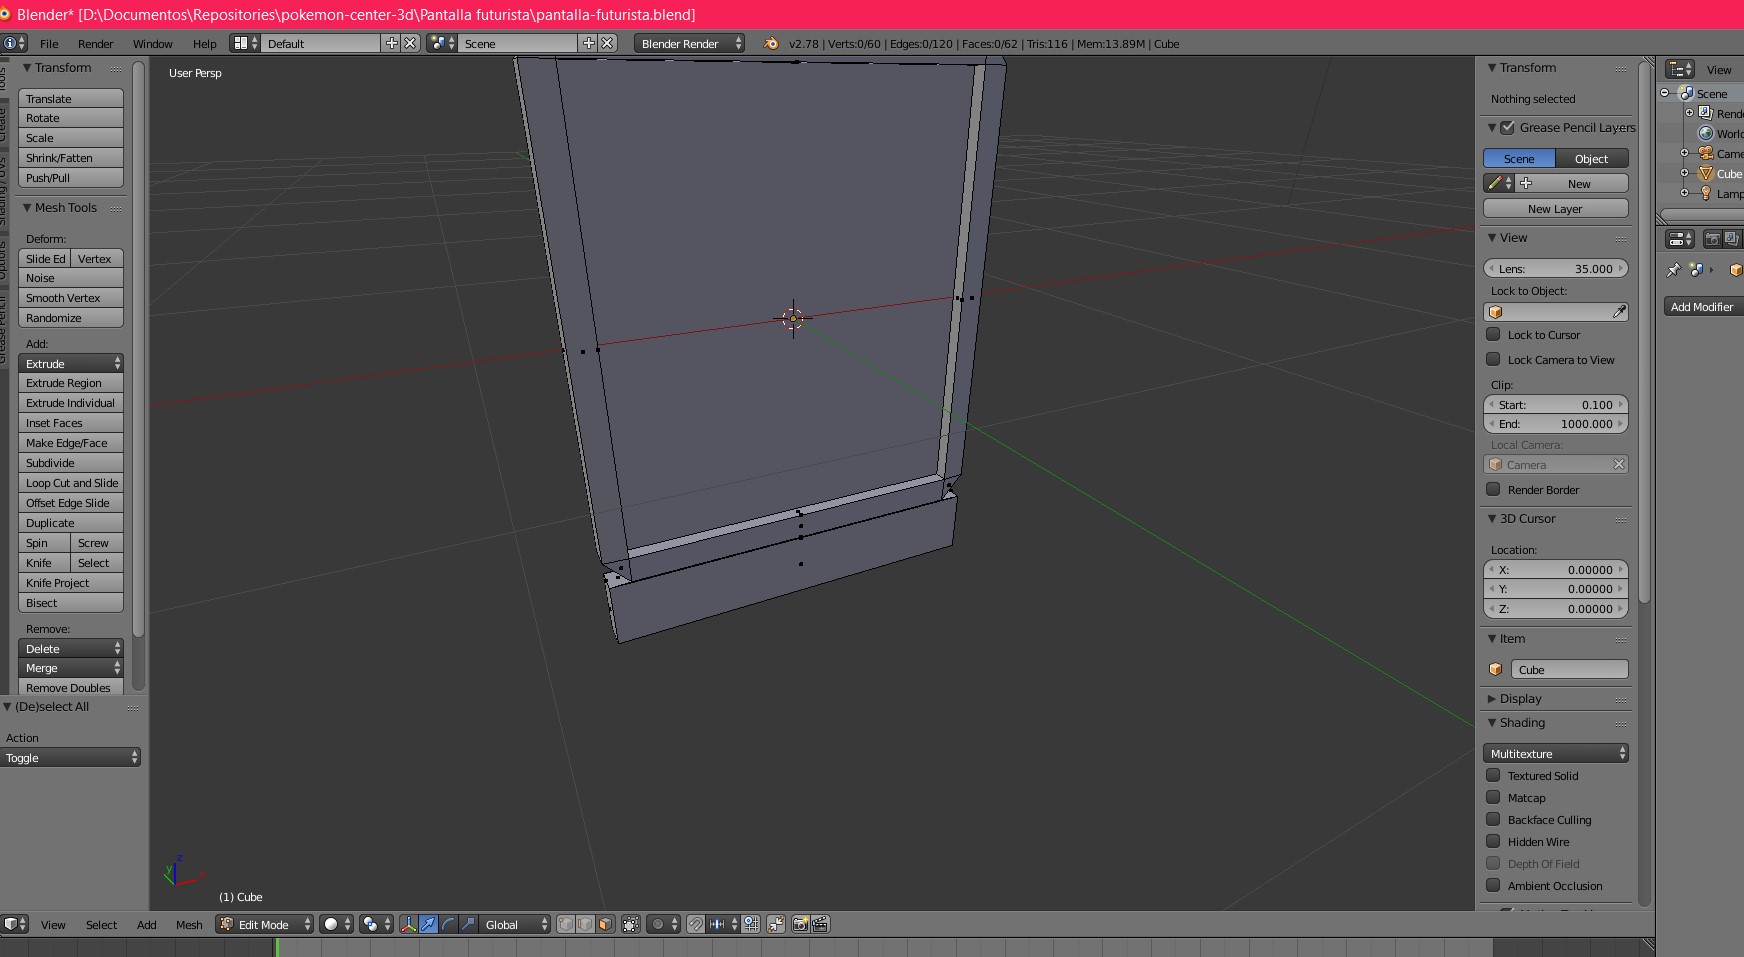 Blender* [D:\Documentos\Repositories\pokemon-center-3d\Pantalla futurista\pantalla-futurista.blend]
File Render Window Help Default Scene Blender Render v2.78 | Verts:0/60 | Edges:0/120 | Faces:0/62 | Tris:116 | Mem:13.89M | Cube
Tools
Create
Shading / UVs
Options
Grease Pencil
Transform
Translate
Rotate
Scale
Shrink/Fatten
Push/Pull
Mesh Tools
Deform:
Slide Ed Vertex
Noise
Smooth Vertex
Randomize
Add:
Extrude
Extrude Region
Extrude Individual
Inset Faces
Make Edge/Face
Subdivide
Loop Cut and Slide
Offset Edge Slide
Duplicate
Spin Screw
Knife Select
Knife Project
Bisect
Remove:
Delete
Merge
Remove Doubles
(De)select All
Action
Toggle
User Persp
z
y
x
(1) Cube
View Select Add Mesh Edit Mode Global
Transform
Nothing selected
Grease Pencil Layers
Scene Object
New
New Layer
View
Lens: 35.000
Lock to Object:
Lock to Cursor
Lock Camera to View
Clip:
Start: 0.100
End: 1000.000
Local Camera:
Camera
Render Border
3D Cursor
Location:
X: 0.00000
Y: 0.00000
Z: 0.00000
Item
Cube
Display
Shading
Multitexture
Textured Solid
Matcap
Backface Culling
Hidden Wire
Depth Of Field
Ambient Occlusion
View
Scene
Rende
World
Came
Cube
Lamp
Add Modifier